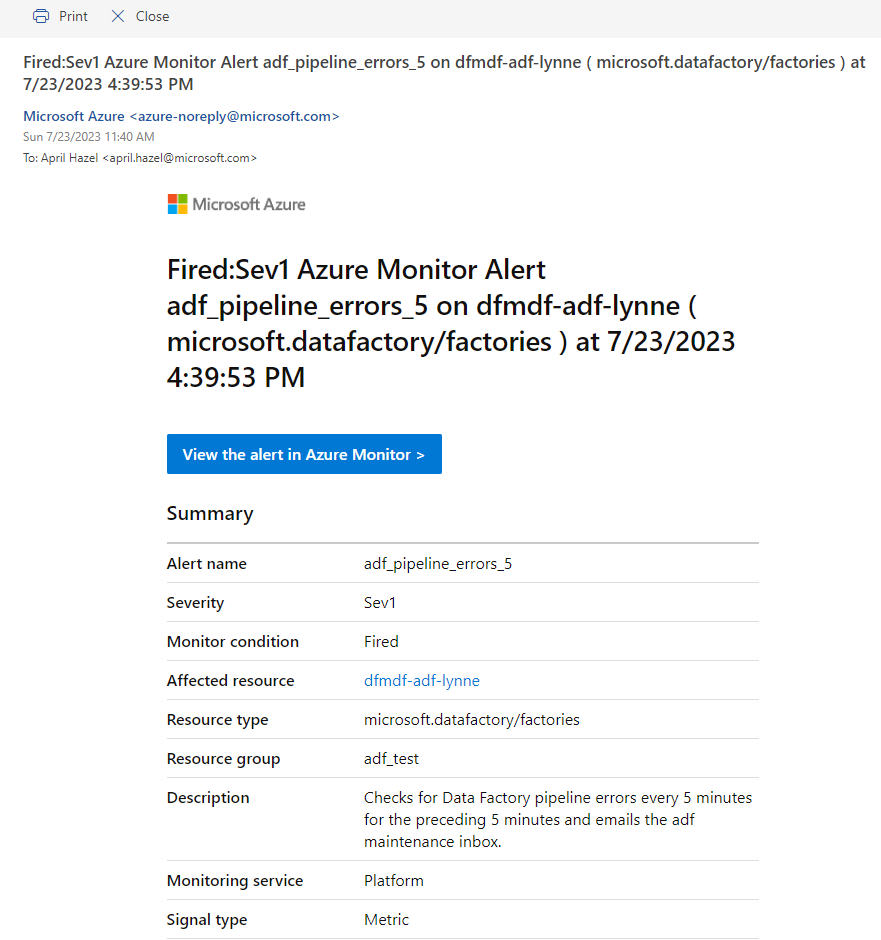 Print Close
Fired:Sev1 Azure Monitor Alert adf_pipeline_errors_5 on dfmdf-adf-lynne ( microsoft.datafactory/factories ) at
7/23/2023 4:39:53 PM
Microsoft Azure <azure-noreply@microsoft.com>
Sun 7/23/2023 11:40 AM
To: April Hazel <april.hazel@microsoft.com>
Microsoft Azure
Fired:Sev1 Azure Monitor Alert
adf_pipeline_errors_5 on dfmdf-adf-lynne (
microsoft.datafactory/factories ) at 7/23/2023
4:39:53 PM
View the alert in Azure Monitor >
Summary
Alert name adf_pipeline_errors_5
Severity Sev1
Monitor condition Fired
Affected resource dfmdf-adf-lynne
Resource type microsoft.datafactory/factories
Resource group adf_test
Description Checks for Data Factory pipeline errors every 5 minutes
for the preceding 5 minutes and emails the adf
maintenance inbox.
Monitoring service Platform
Signal type Metric